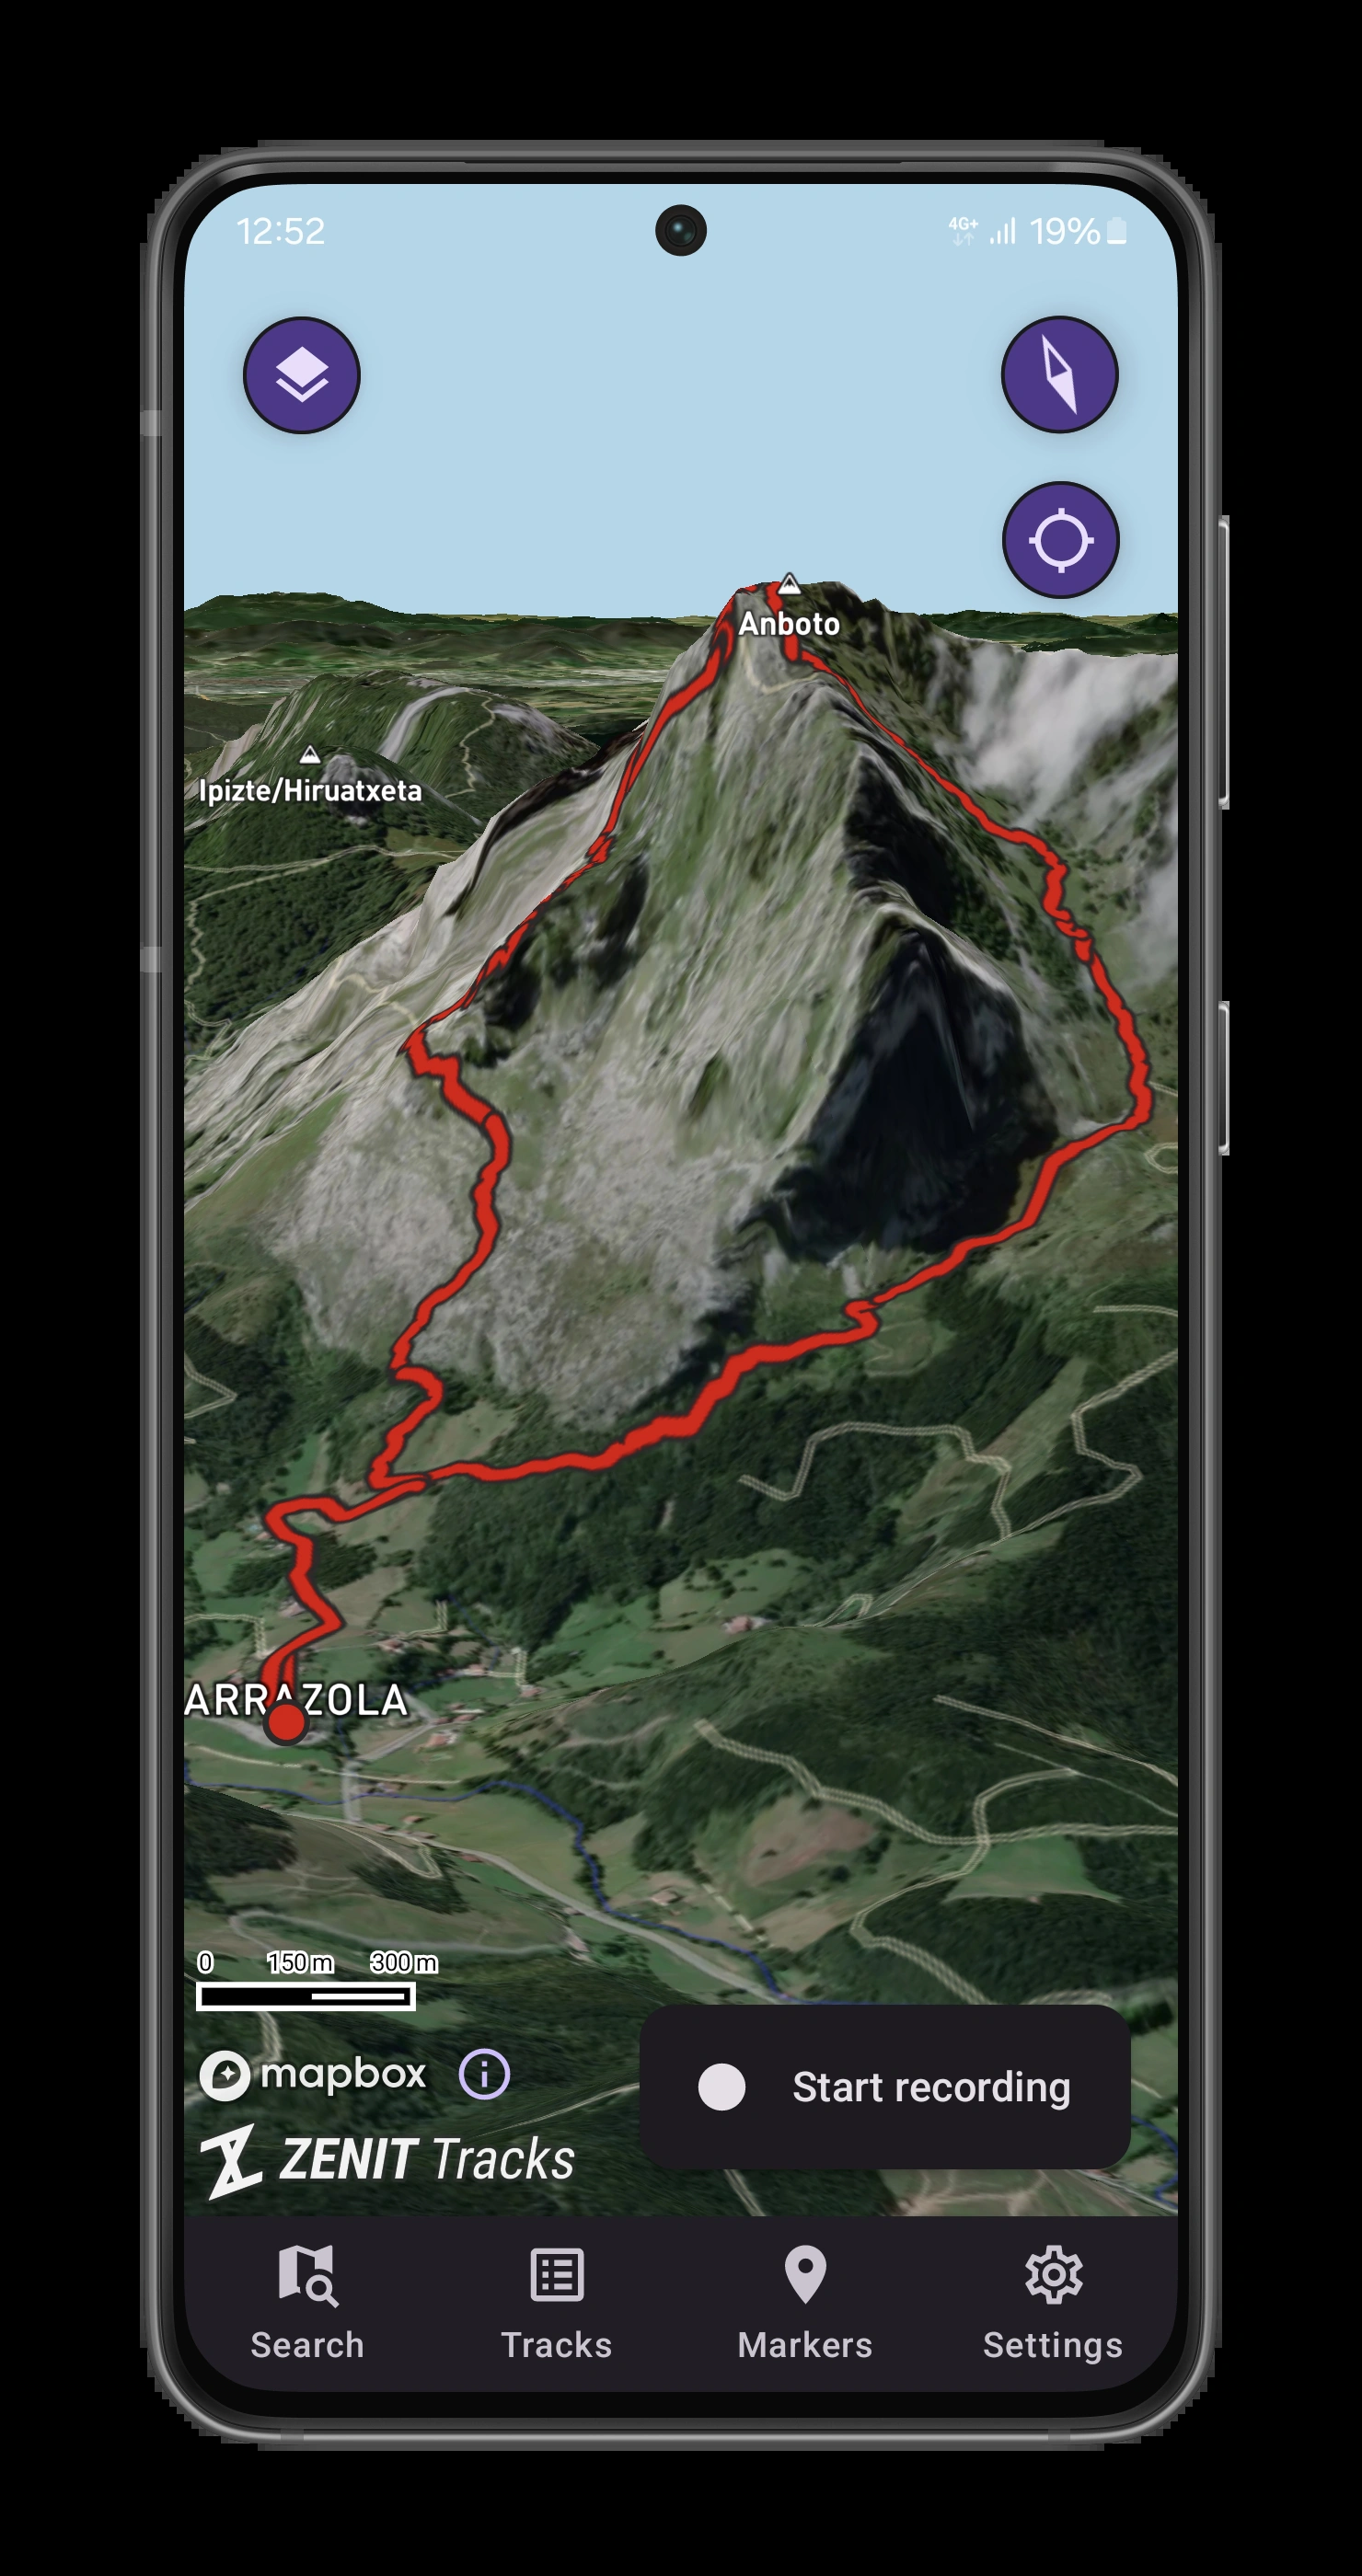 12:52
4G+ 19%
Anboto
Ipizte/Hiruatxeta
ARRAZOLA
0 150 m 300 m
mapbox
Start recording
ZENIT Tracks
Search Tracks Markers Settings